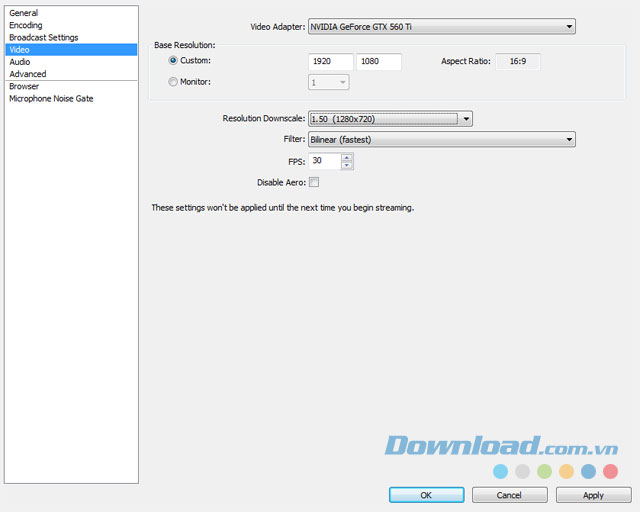 General
Encoding
Broadcast Settings
Video
Audio
Advanced
Browser
Microphone Noise Gate
Video Adapter: NVIDIA GeForce GTX 560 Ti
Base Resolution:
Custom: 1920 1080 Aspect Ratio: 16:9
Monitor: 1
Resolution Downscale: 1.50 (1280x720)
Filter: Bilinear (fastest)
FPS: 30
Disable Aero:
These settings won't be applied until the next time you begin streaming.
Download.com.vn
OK Cancel Apply